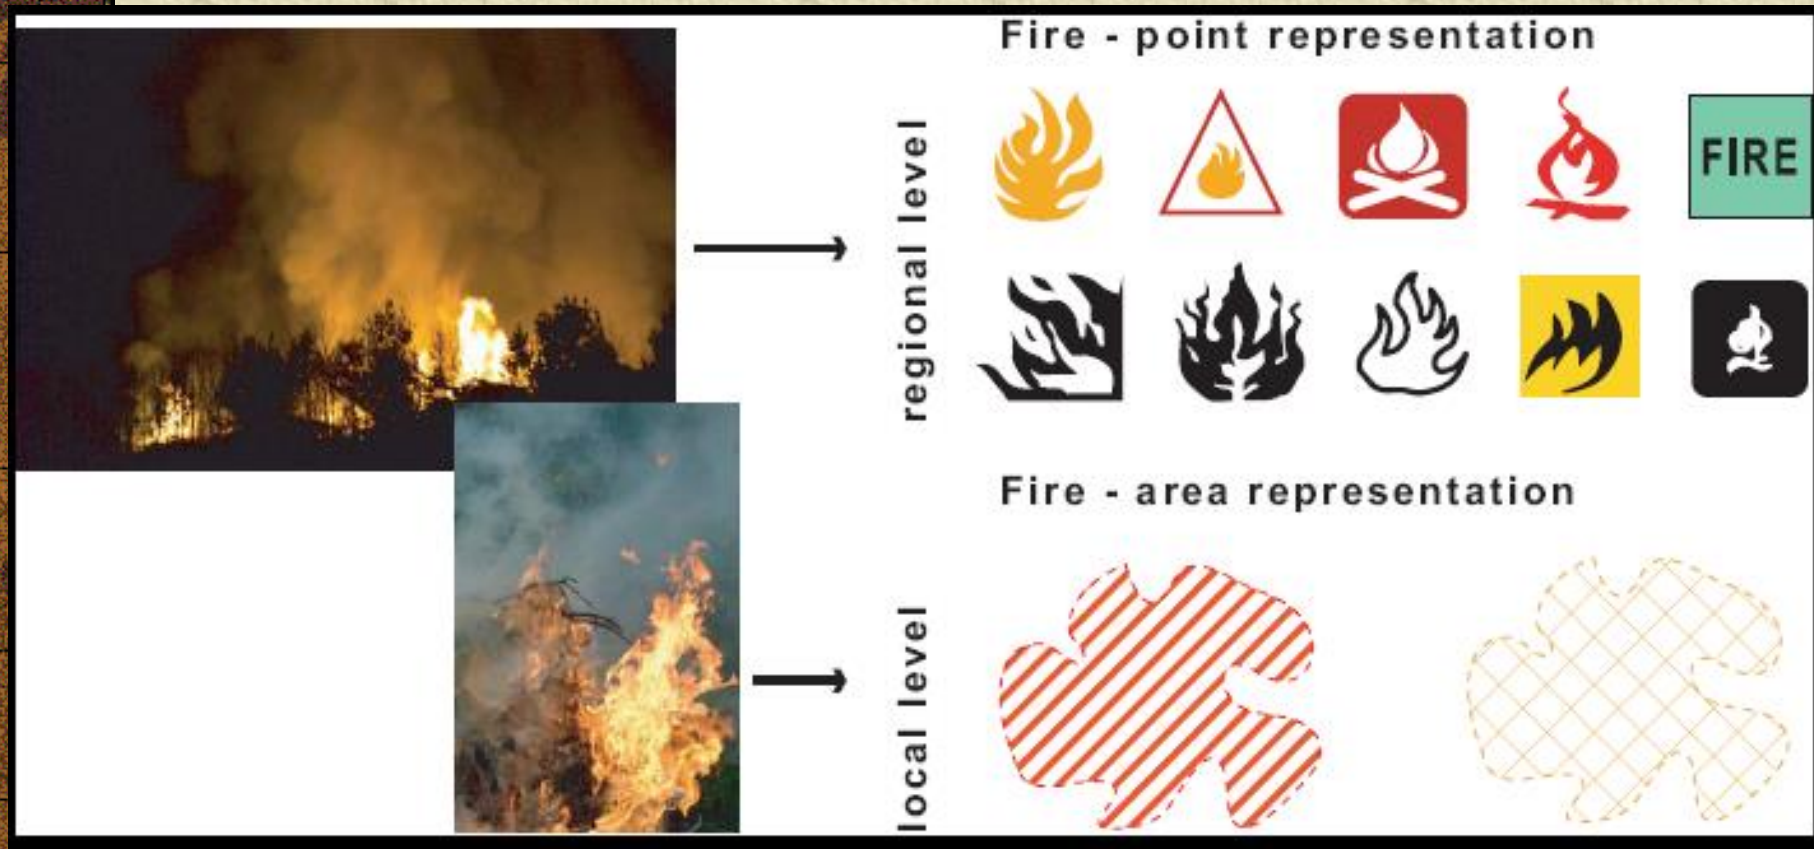 Fire - point representation
regional level
FIRE
Fire - area representation
local level